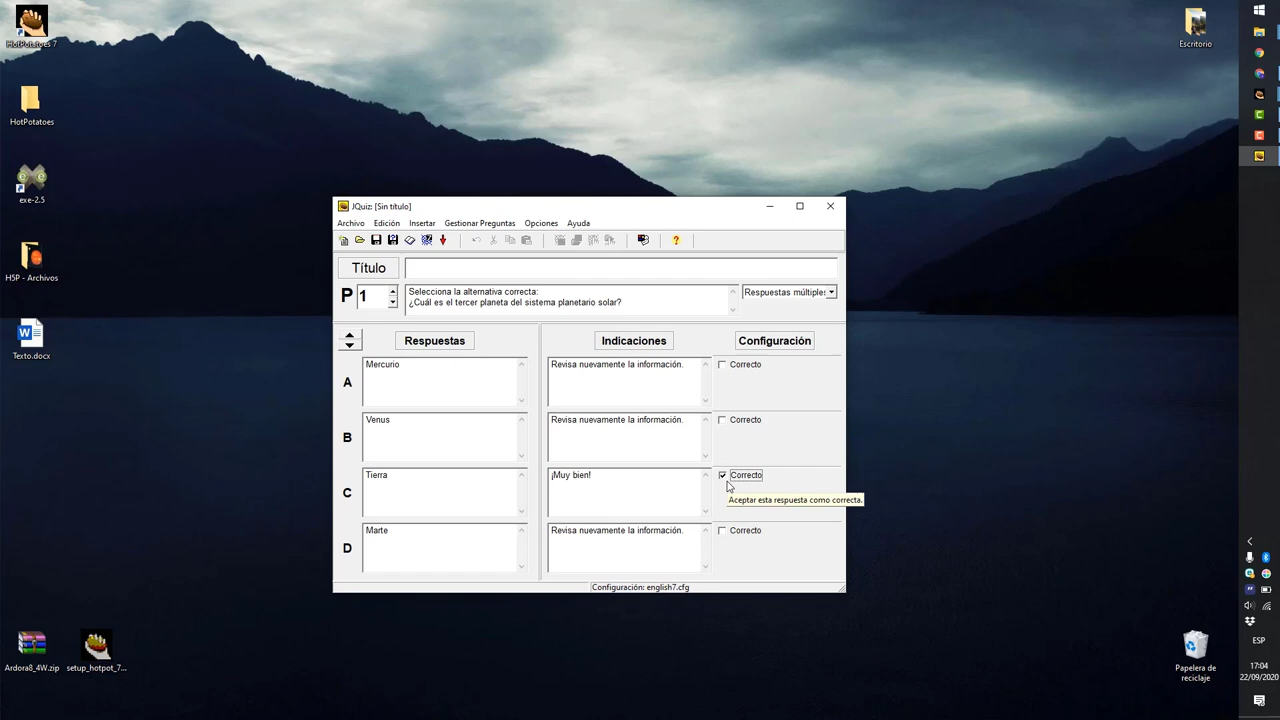 HotPotatoes 7
HotPotatoes
exe-2.5
H5P - Archivos
Texto.docx
Ardora8_4W.zip
setup_hotpot_7...
Escritorio
Papelera de
reciclaje
JQuiz: [Sin título]
Archivo Edición Insertar Gestionar Preguntas Opciones Ayuda
Título
P 1
Selecciona la alternativa correcta:
¿Cuál es el tercer planeta del sistema planetario solar?
Respuestas múltiples
Respuestas Indicaciones Configuración
A Mercurio Revisa nuevamente la información. Correcto
B Venus Revisa nuevamente la información. Correcto
C Tierra ¡Muy bien! Correcto
Aceptar esta respuesta como correcta.
D Marte Revisa nuevamente la información. Correcto
Configuración: english7.cfg
ESP
17:04
22/09/2020